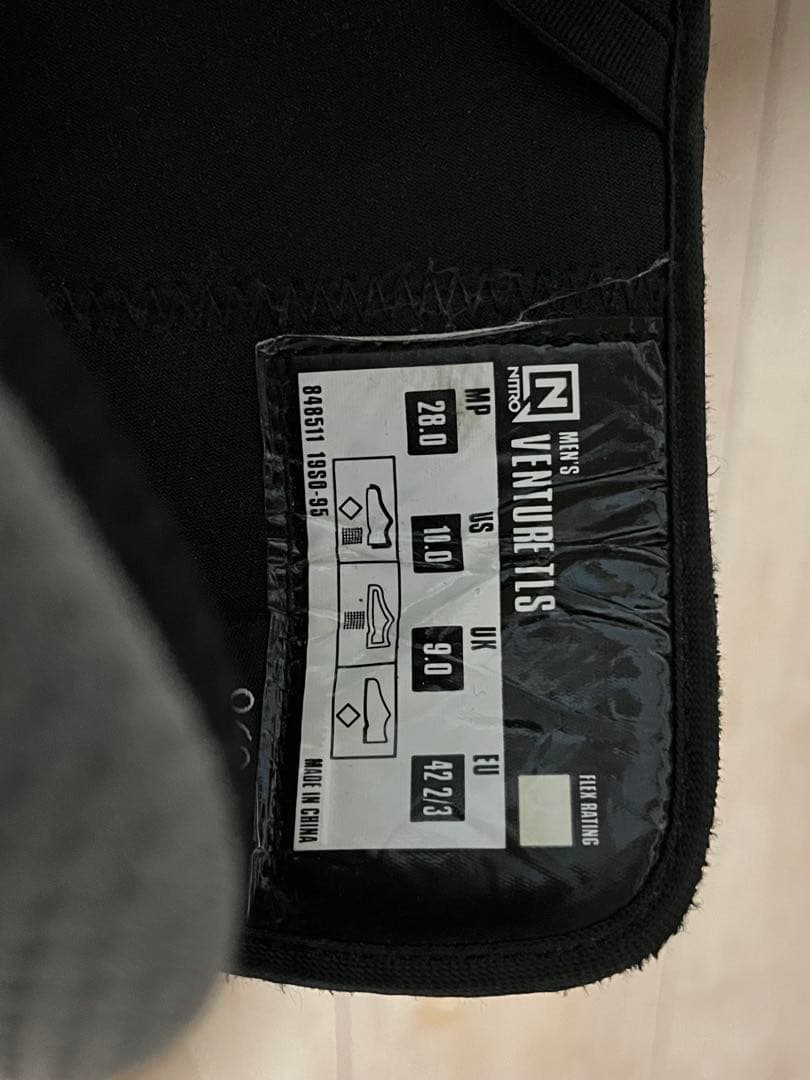 N
NITRO
MEN'S
VENTURE TLS
FLEX RATING
MP US UK EU
28.0 10.0 9.0 42 2/3
848511 19SO-95 MADE IN CHINA